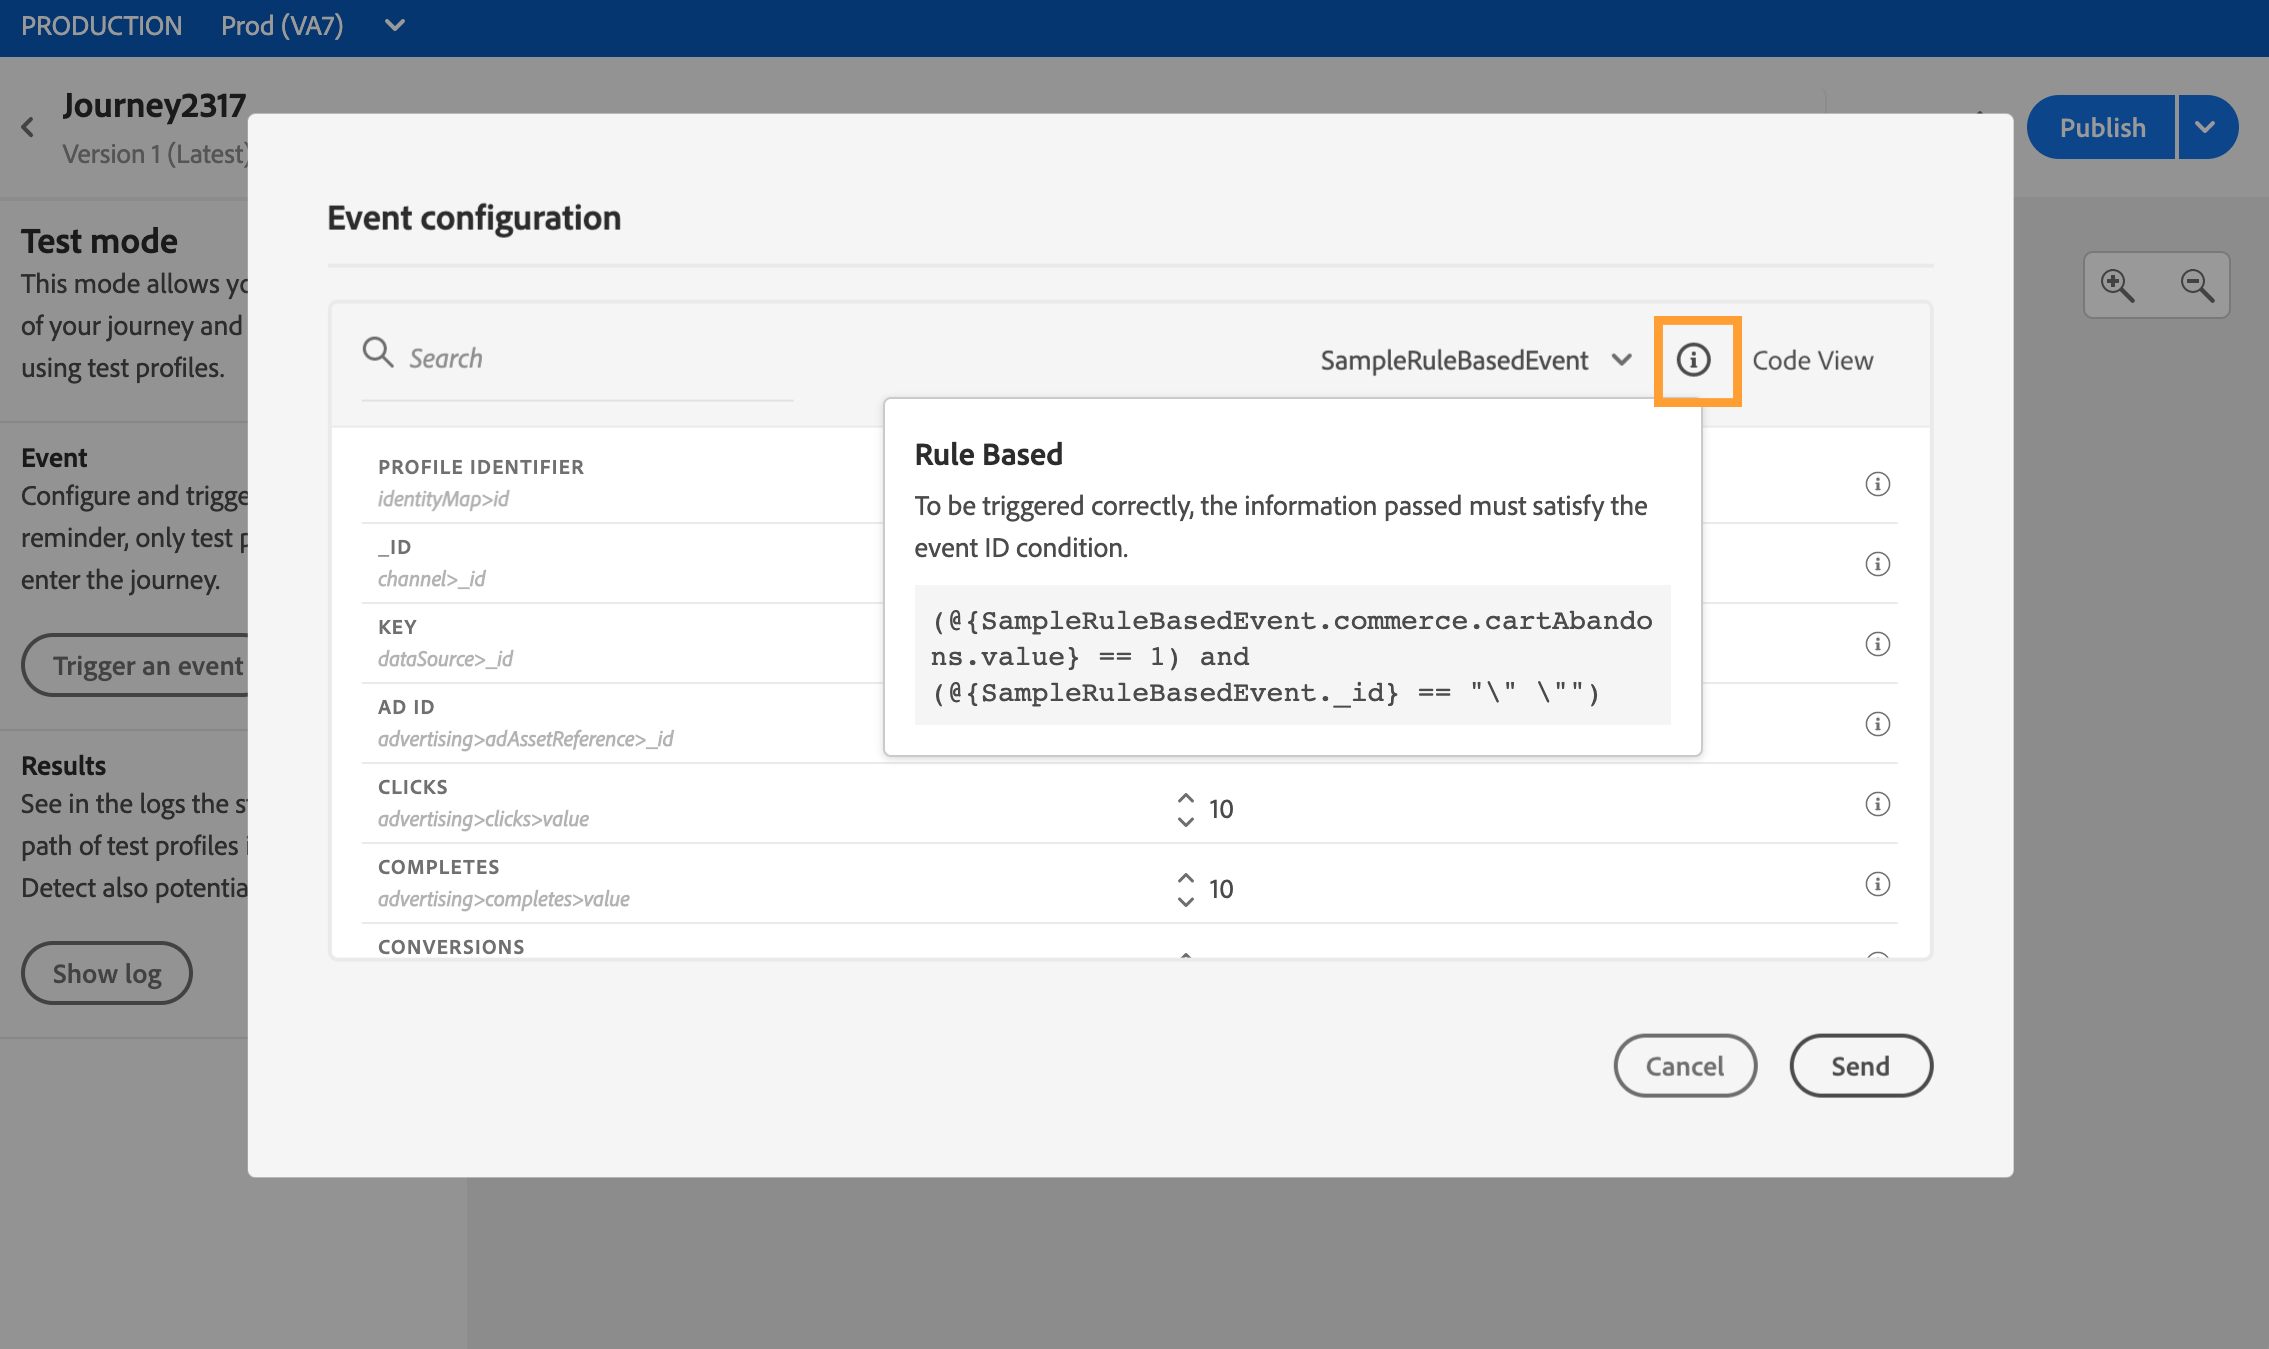 PRODUCTION Prod (VA7)
Journey2317
Version 1 (Latest)
Publish
Test mode
This mode allows
of your journey and
using test profiles.
Event
Configure and
reminder, only test
enter the journey.
Trigger an event
Results
See in the logs the
path of test profiles
Detect also
Show log
Event configuration
Search
SampleRuleBasedEvent
Code View
Rule Based
To be triggered correctly, the information passed must satisfy the
event ID condition.
(@{SampleRuleBasedEvent.commerce.cartAbando
ns.value} == 1) and
(@{SampleRuleBasedEvent._id} == "\" \"")
PROFILE IDENTIFIER
identityMap>id
_ID
channel>_id
KEY
dataSource>_id
AD ID
advertising>adAssetReference>_id
CLICKS
advertising>clicks>value
10
COMPLETES
advertising>completes>value
10
CONVERSIONS
Cancel
Send